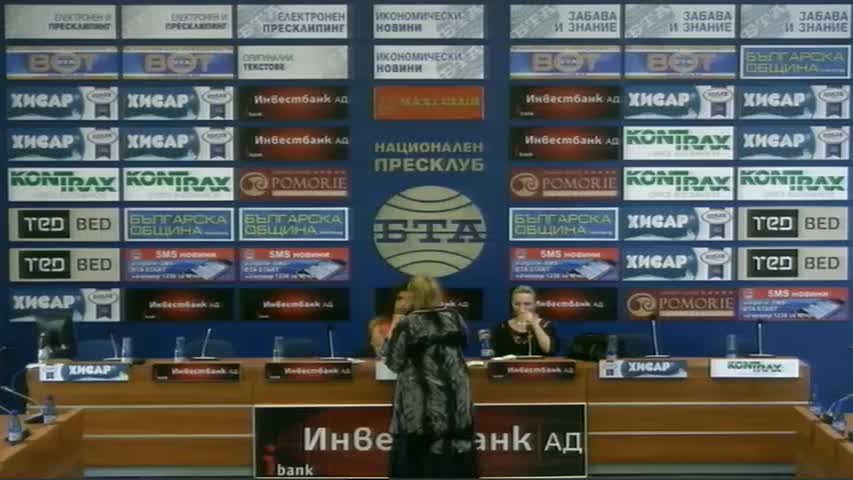 ЕЛЕКТРОНЕН И
ПРЕСКЛИПИНГ
ЕЛЕКТРОНЕН И
ПРЕСКЛИПИНГ
ЕЛЕКТРОНЕН
ПРЕСКЛИПИНГ
ИКОНОМИЧЕСКИ
НОВИНИ
ЗАБАВА
И ЗНАНИЕ
ЗАБАВА
И ЗНАНИЕ
ЗАБАВА
И ЗНАНИЕ
ВОТ
ВОТ
ОРИГИНАЛНИ
ТЕКСТОВЕ
ИКОНОМИЧЕСКИ
НОВИНИ
ВОТ
ВОТ
БЪЛГАРСКА
ОБЩИНА
ХИСАР
ХИСАР
ИНВЕСТБАНК АД
MAXI CLUB
ИНВЕСТБАНК АД
ХИСАР
ХИСАР
ХИСАР
ХИСАР
ИНВЕСТБАНК АД
НАЦИОНАЛЕН
ПРЕСКЛУБ
ИНВЕСТБАНК АД
KONTRAX
ХИСАР
KONTRAX
KONTRAX
POMORIE
БТА
POMORIE
KONTRAX
KONTRAX
TED BED
БЪЛГАРСКА
ОБЩИНА
БЪЛГАРСКА
ОБЩИНА
БЪЛГАРСКА
ОБЩИНА
ХИСАР
TED BED
TED BED
SMS НОВИНИ
SMS НОВИНИ
SMS НОВИНИ
ХИСАР
TED BED
ХИСАР
ИНВЕСТБАНК АД
ИНВЕСТБАНК АД
ИНВЕСТБАНК АД
POMORIE
SMS НОВИНИ
ХИСАР
ИНВЕСТБАНК АД
ИНВЕСТБАНК АД
ИНВЕСТБАНК АД
ХИСАР
KONTRAX
ИНВЕСТБАНК АД
ibank